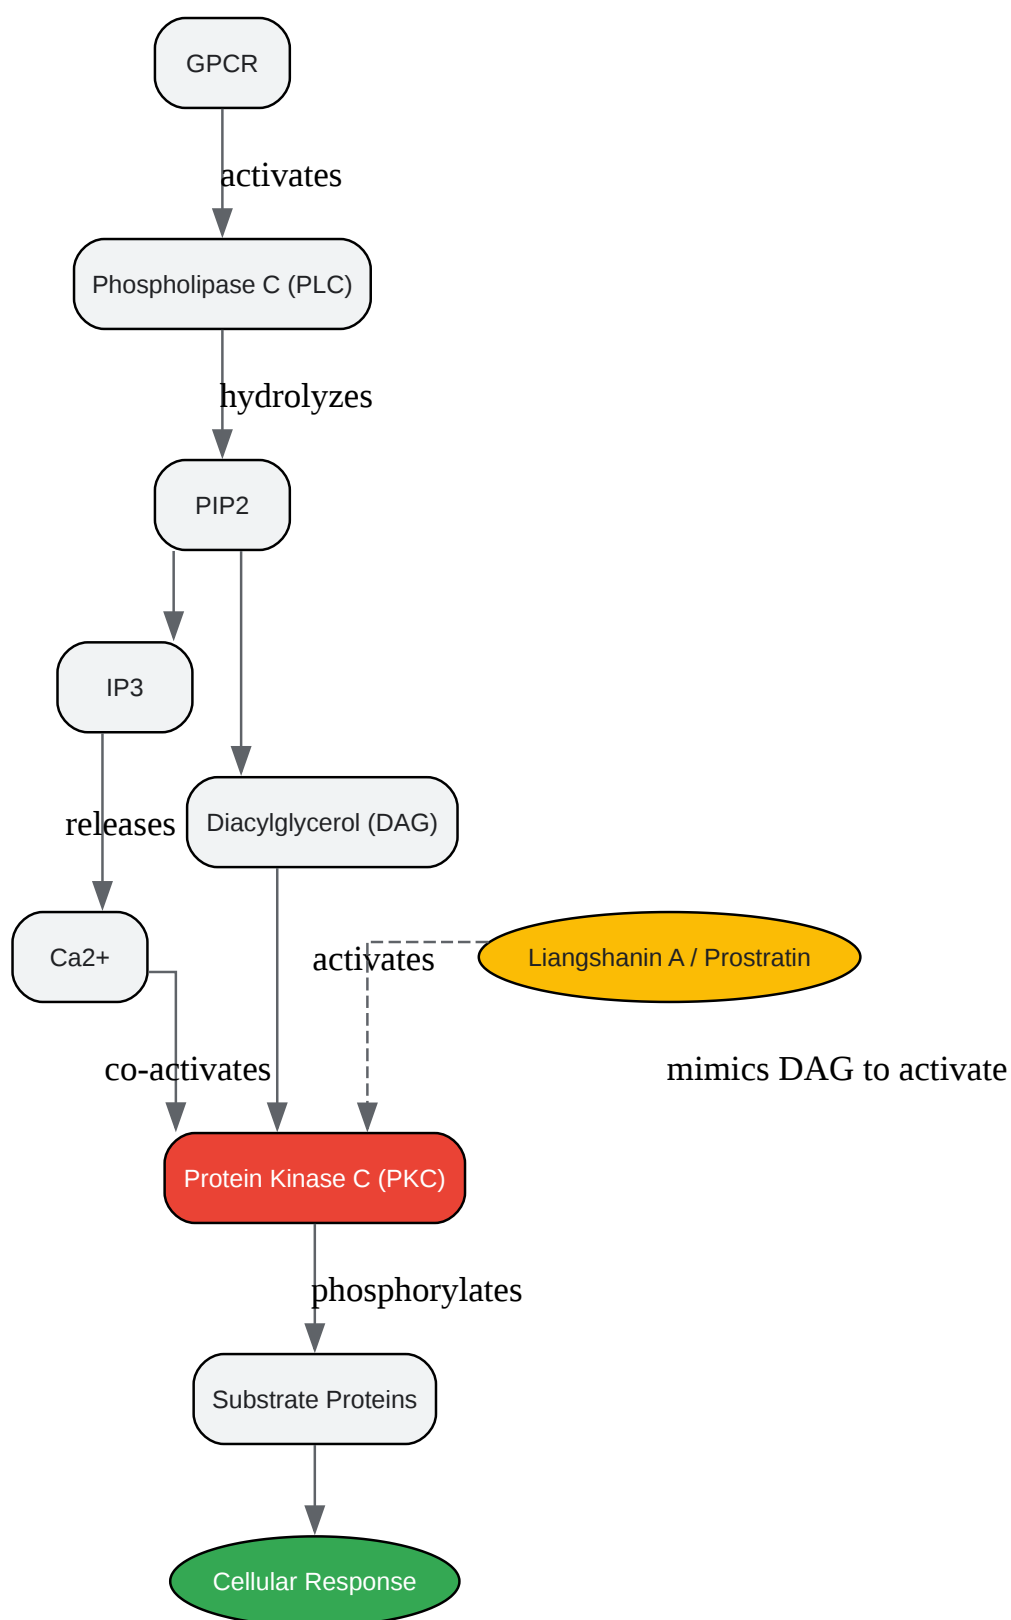 GPCR
activates
Phospholipase C (PLC)
hydrolyzes
PIP2
IP3
releases
Diacylglycerol (DAG)
Ca2+
activates
Liangshanin A / Prostratin
co-activates
mimics DAG to activate
Protein Kinase C (PKC)
phosphorylates
Substrate Proteins
Cellular Response